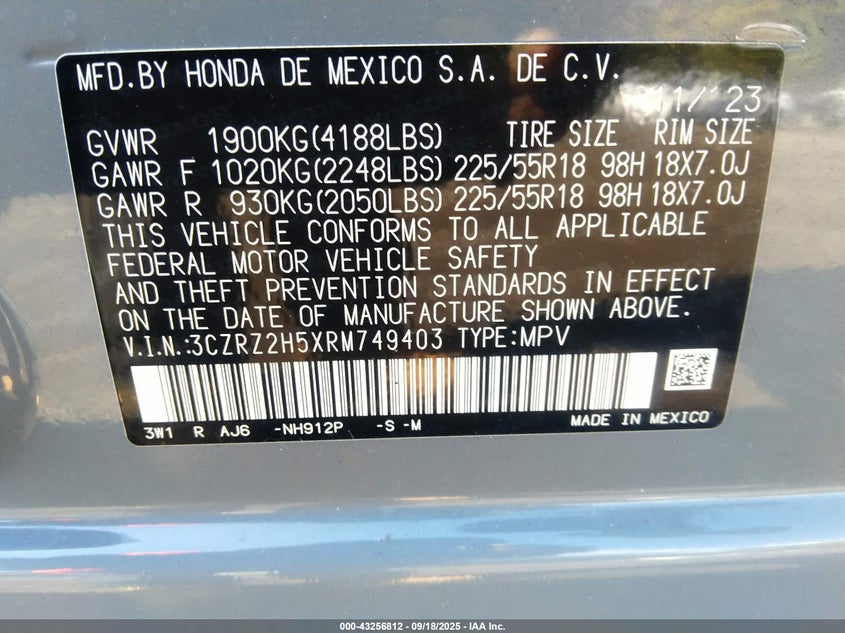 MFD.BY HONDA DE MEXICO S.A. DE C.V.
11/'23
GVWR 1900KG(4188LBS) TIRE SIZE RIM SIZE
GAWR F 1020KG(2248LBS) 225/55R18 98H 18X7.0J
GAWR R 930KG(2050LBS) 225/55R18 98H 18X7.0J
THIS VEHICLE CONFORMS TO ALL APPLICABLE
FEDERAL MOTOR VEHICLE SAFETY
AND THEFT PREVENTION STANDARDS IN EFFECT
ON THE DATE OF MANUFACTURE SHOWN ABOVE.
V.I.N.:3CZRZ2H5XRM749403 TYPE:MPV
3W1 R AJ6 -NH912P -S -M MADE IN MEXICO
000-43256812 - 09/18/2025 - IAA Inc.